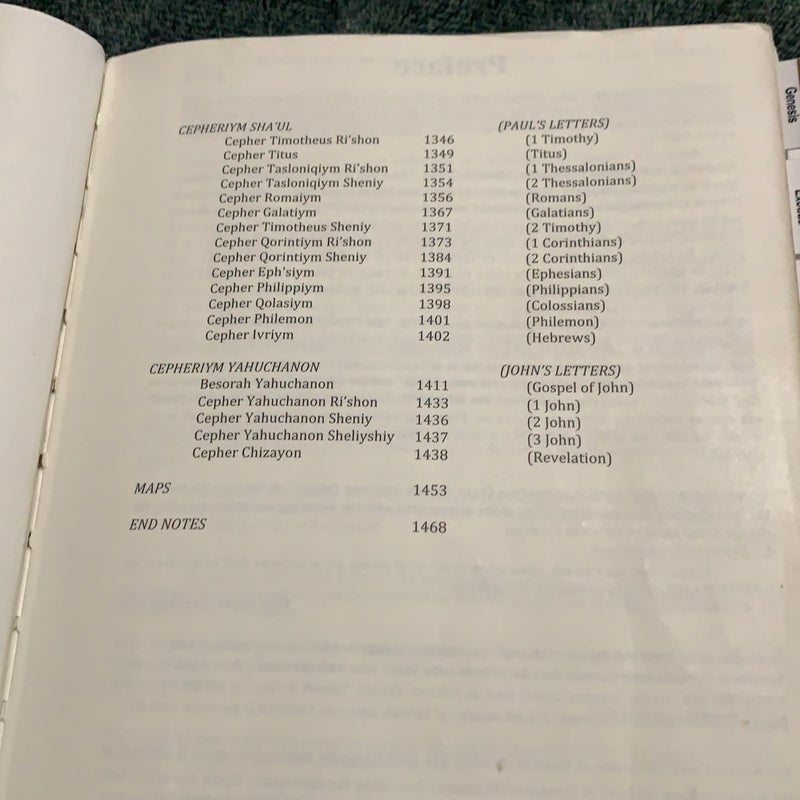 CEPHERIYM SHA'UL (PAUL'S LETTERS)
Cepher Timotheus Ri'shon 1346 (1 Timothy)
Cepher Titus 1349 (Titus)
Cepher Tasloniqiym Ri'shon 1351 (1 Thessalonians)
Cepher Tasloniqiym Sheniy 1354 (2 Thessalonians)
Cepher Romaiym 1356 (Romans)
Cepher Galatiym 1367 (Galatians)
Cepher Timotheus Sheniy 1371 (2 Timothy)
Cepher Qorintiym Ri'shon 1373 (1 Corinthians)
Cepher Qorintiym Sheniy 1384 (2 Corinthians)
Cepher Eph'siym 1391 (Ephesians)
Cepher Philippiym 1395 (Philippians)
Cepher Qolasiym 1398 (Colossians)
Cepher Philemon 1401 (Philemon)
Cepher Ivriym 1402 (Hebrews)
CEPHERIYM YAHUCHANON (JOHN'S LETTERS)
Besorah Yahuchanon 1411 (Gospel of John)
Cepher Yahuchanon Ri'shon 1433 (1 John)
Cepher Yahuchanon Sheniy 1436 (2 John)
Cepher Yahuchanon Sheliyshiy 1437 (3 John)
Cepher Chizayon 1438 (Revelation)
MAPS 1453
END NOTES 1468
Genesis